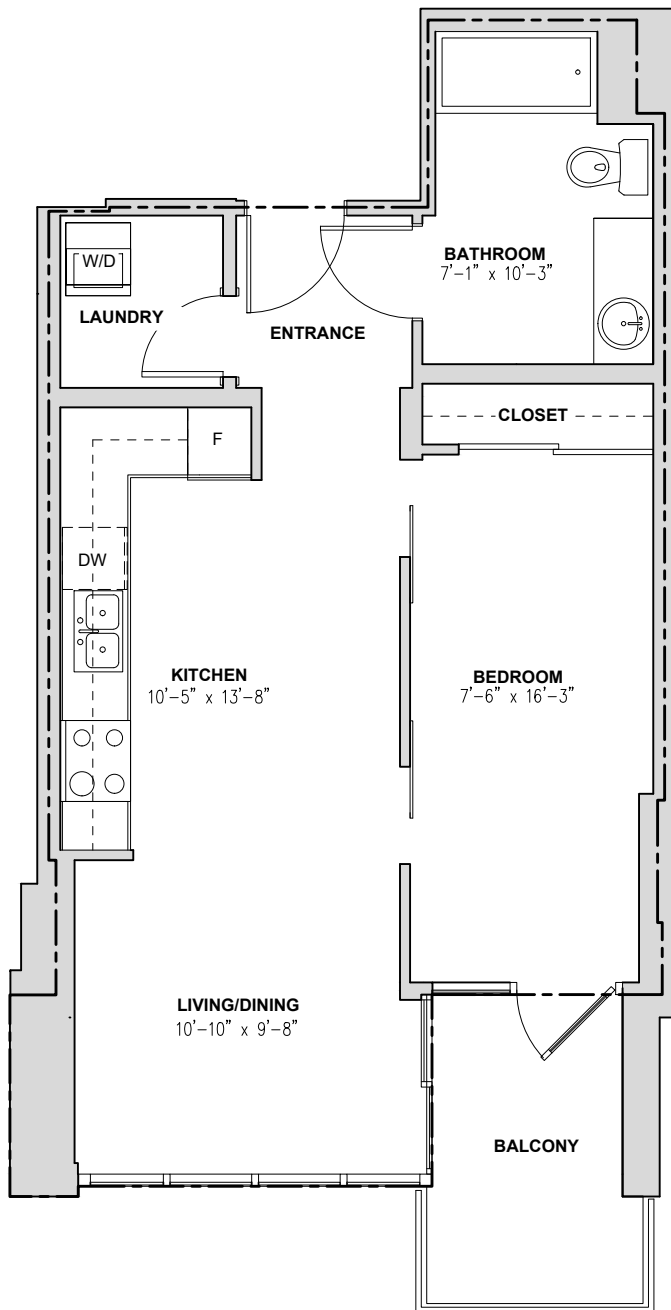 W/D
BATHROOM
7’-1” x 10’-3”
LAUNDRY
ENTRANCE
CLOSET
F
DW
KITCHEN
10’-5” x 13’-8”
BEDROOM
7’-6” x 16’-3”
LIVING/DINING
10’-10” x 9’-8”
BALCONY